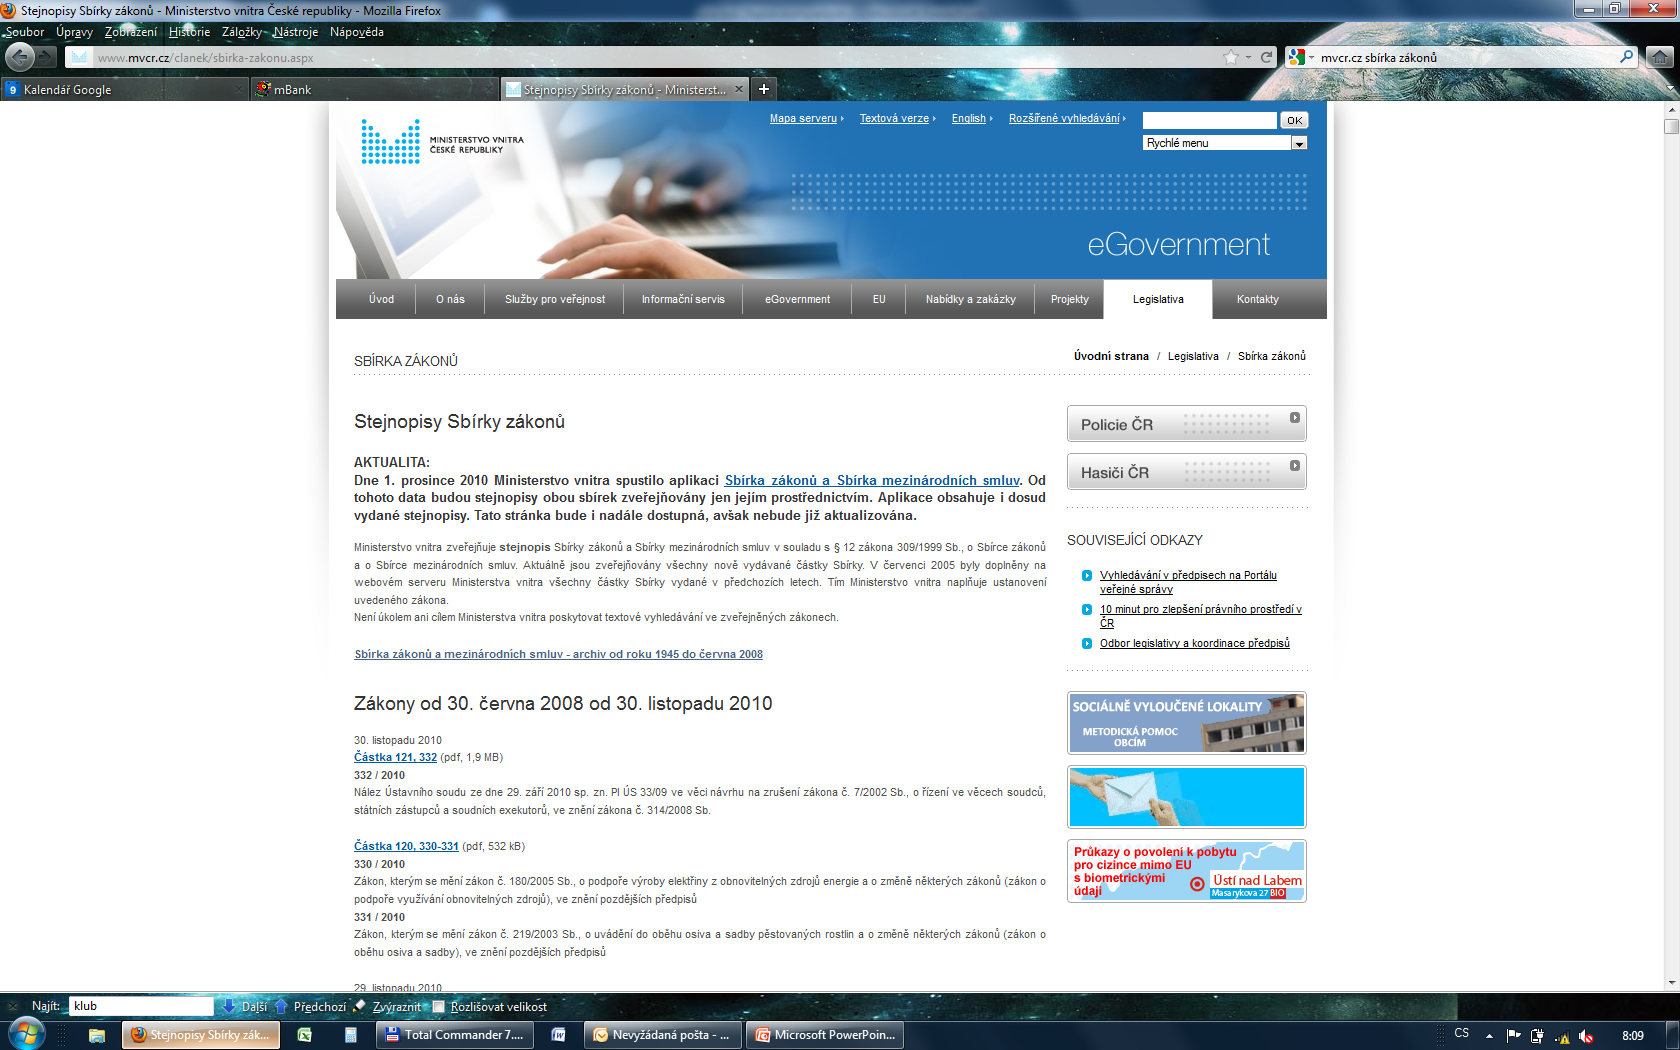 Stejnopisy Sbírky zákonů - Ministerstvo vnitra České republiky - Mozilla Firefox
Soubor Úpravy Zobrazení Historie Záložky Nástroje Nápověda
www.mvcr.cz/clanek/sbirka-zakonu.aspx
mvcr.cz sbírka zákonů
9 Kalendář Google
mBank
Stejnopisy Sbírky zákonů - Ministerst...
MINISTERSTVO VNITRA
ČESKÉ REPUBLIKY
Mapa serveru Textová verze English Rozšířené vyhledávání OK
Rychlé menu
eGovernment
Úvod O nás Služby pro veřejnost Informační servis eGovernment EU Nabídky a zakázky Projekty Legislativa Kontakty
SBÍRKA ZÁKONŮ
Úvodní strana / Legislativa / Sbírka zákonů
Stejnopisy Sbírky zákonů
AKTUALITA:
Dne 1. prosince 2010 Ministerstvo vnitra spustilo aplikaci Sbírka zákonů a Sbírka mezinárodních smluv. Od
tohoto data budou stejnopisy obou sbírek zveřejňovány jen jejím prostřednictvím. Aplikace obsahuje i dosud
vydané stejnopisy. Tato stránka bude i nadále dostupná, avšak nebude již aktualizována.
Ministerstvo vnitra zveřejňuje stejnopis Sbírky zákonů a Sbírky mezinárodních smluv v souladu s § 12 zákona 309/1999 Sb., o Sbírce zákonů
a o Sbírce mezinárodních smluv. Aktuálně jsou zveřejňovány všechny nově vydávané částky Sbírky. V červenci 2005 byly doplněny na
webovém serveru Ministerstva vnitra všechny částky Sbírky vydané v předchozích letech. Tím Ministerstvo vnitra naplňuje ustanovení
uvedeného zákona.
Není úkolem ani cílem Ministerstva vnitra poskytovat textové vyhledávání ve zveřejněných zákonech.
Sbírka zákonů a mezinárodních smluv - archiv od roku 1945 do června 2008
Zákony od 30. června 2008 od 30. listopadu 2010
30. listopadu 2010
Částka 121, 332 (pdf, 1,9 MB)
332 / 2010
Nález Ústavního soudu ze dne 29. září 2010 sp. zn. Pl ÚS 33/09 ve věci návrhu na zrušení zákona č. 7/2002 Sb., o řízení ve věcech soudců,
státních zástupců a soudních exekutorů, ve znění zákona č. 314/2008 Sb.
Částka 120, 330-331 (pdf, 532 kB)
330 / 2010
Zákon, kterým se mění zákon č. 180/2005 Sb., o podpoře výroby elektřiny z obnovitelných zdrojů energie a o změně některých zákonů (zákon o
podpoře využívání obnovitelných zdrojů), ve znění pozdějších předpisů
331 / 2010
Zákon, kterým se mění zákon č. 219/2003 Sb., o uvádění do oběhu osiva a sadby pěstovaných rostlin a o změně některých zákonů (zákon o
oběhu osiva a sadby), ve znění pozdějších předpisů
29. listopadu 2010
Policie ČR
Hasiči ČR
SOUVISEJÍCÍ ODKAZY
Vyhledávání v předpisech na Portálu
veřejné správy
10 minut pro zlepšení právního prostředí v
ČR
Odbor legislativy a koordinace předpisů
SOCIÁLNĚ VYLOUČENÉ LOKALITY
METODICKÁ POMOC
OBCÍM
Průkazy o povolení k pobytu
pro cizince mimo EU
s biometrickými
údaji
Ústí nad Labem
Masarykova 27 BIO
Najít: klub Další Předchozí Zvýraznit Rozlišovat velikost
Stejnopisy Sbírky zák...
Total Commander 7....
Nevyžádaná pošta - ...
Microsoft PowerPoin...
CS
8:09